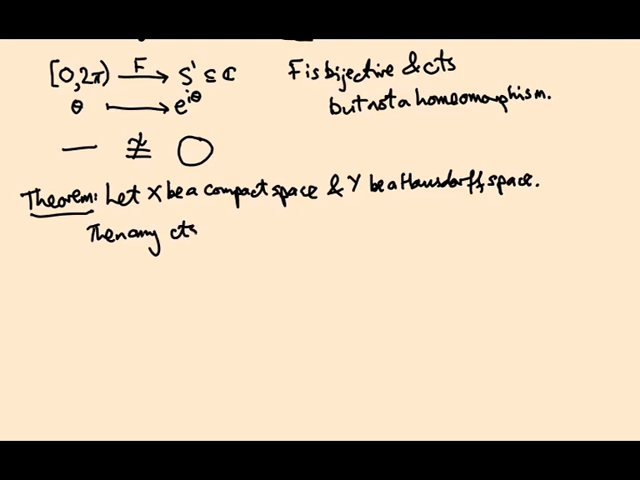 [0,2π) —F→ S¹ ⊆ ℂ F is bijective & cts
θ ⟼ e^{iθ} but not a homeomorphism.
≇
Theorem: Let X be a compact space & Y be a Hausdorff space.
Then any cts